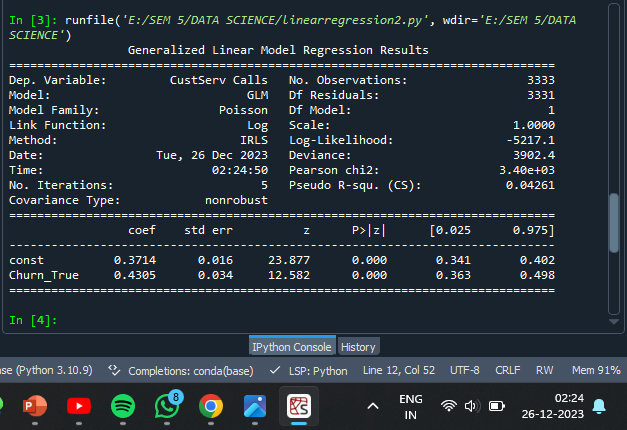 In [3]: runfile('E:/SEM 5/DATA SCIENCE/linearregression2.py', wdir='E:/SEM 5/DATA
SCIENCE')
Generalized Linear Model Regression Results
==============================================================================
Dep. Variable: CustServ Calls No. Observations: 3333
Model: GLM Df Residuals: 3331
Model Family: Poisson Df Model: 1
Link Function: Log Scale: 1.0000
Method: IRLS Log-Likelihood: -5217.1
Date: Tue, 26 Dec 2023 Deviance: 3902.4
Time: 02:24:50 Pearson chi2: 3.40e+03
No. Iterations: 5 Pseudo R-squ. (CS): 0.04261
Covariance Type: nonrobust
==============================================================================
coef std err z P>|z| [0.025 0.975]
------------------------------------------------------------------------------
const 0.3714 0.016 23.877 0.000 0.341 0.402
Churn_True 0.4305 0.034 12.582 0.000 0.363 0.498
==============================================================================
In [4]:
IPython Console History
se (Python 3.10.9) Completions: conda(base) LSP: Python Line 12, Col 52 UTF-8 CRLF RW Mem 91%
8
P
ENG
IN
02:24
26-12-2023